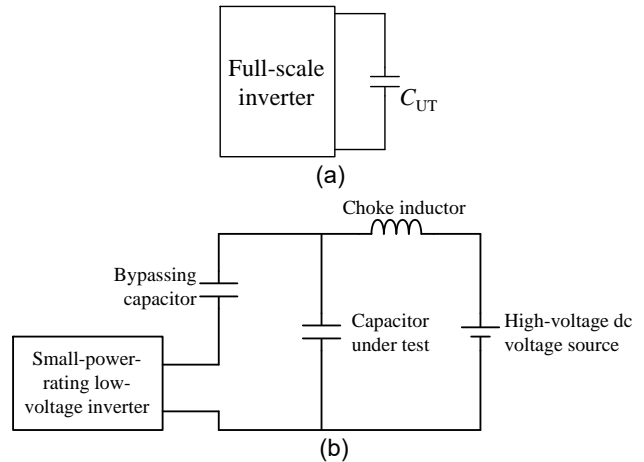 Full-scale
inverter
C_UT
(a)
Choke inductor
Bypassing
capacitor
Capacitor
under test
High-voltage dc
voltage source
Small-power-
rating low-
voltage inverter
(b)